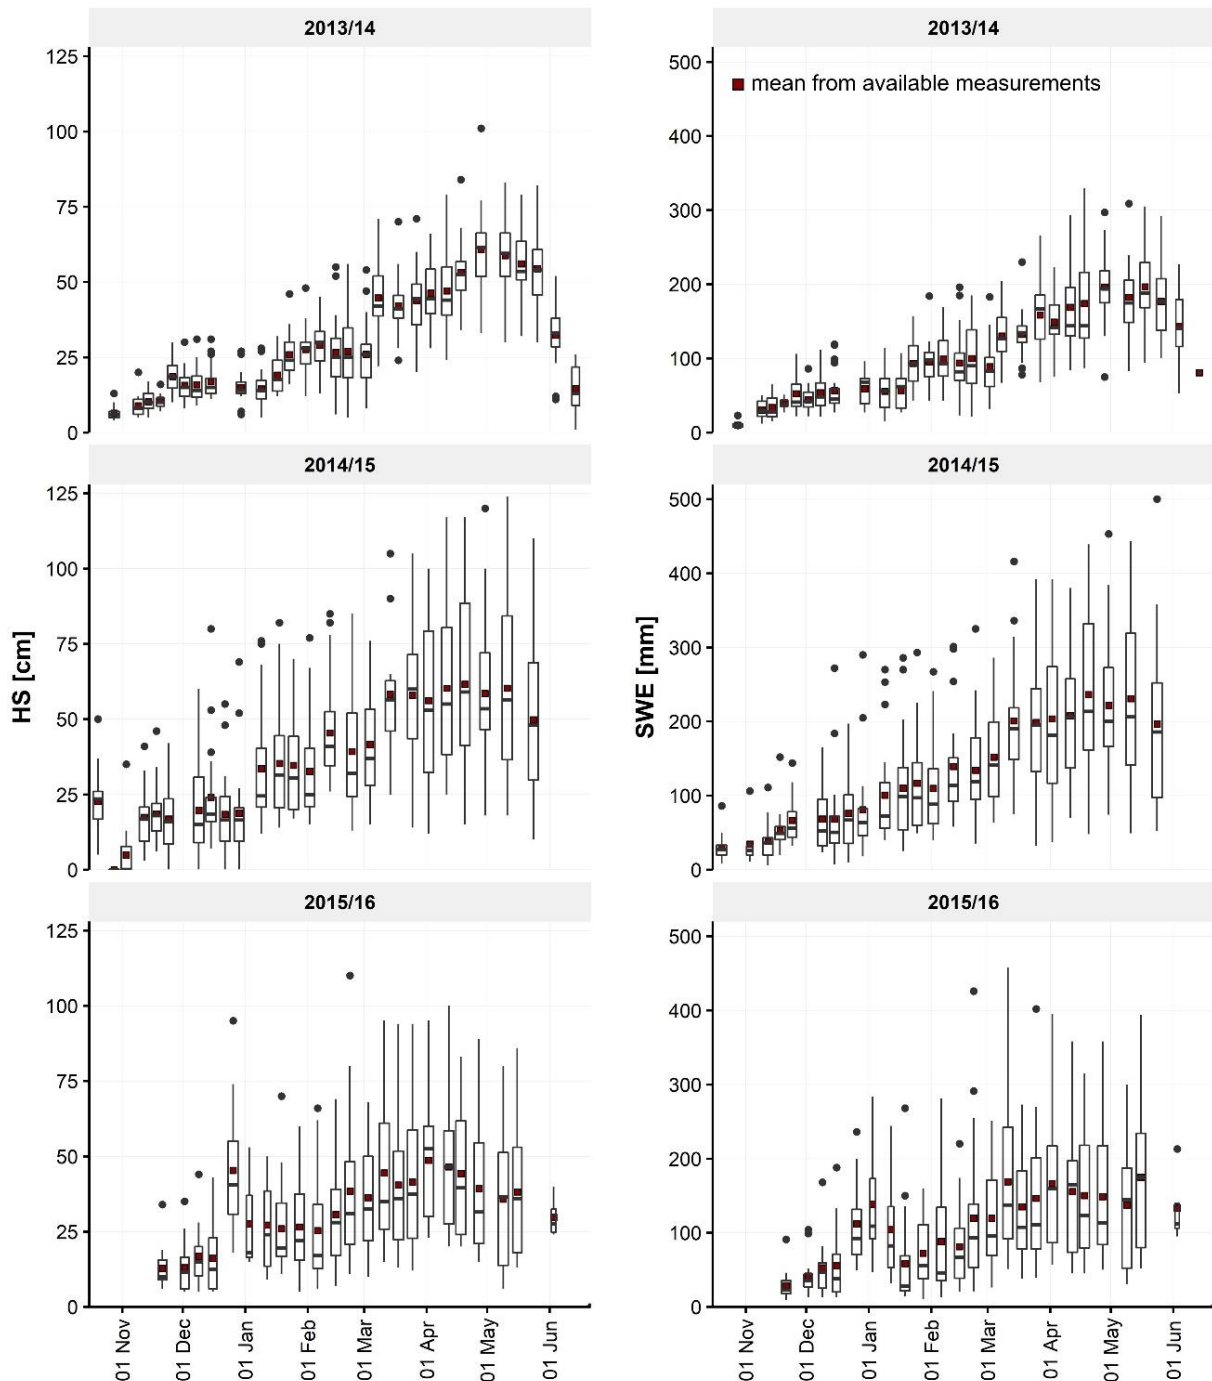 2013/14
2013/14
125
100
75
50
25
0
500
400
300
200
100
0
mean from available measurements
2014/15
2014/15
125
100
75
50
25
0
500
400
300
200
100
0
HS [cm]
SWE [mm]
2015/16
2015/16
125
100
75
50
25
0
500
400
300
200
100
0
01 Nov
01 Dec
01 Jan
01 Feb
01 Mar
01 Apr
01 May
01 Jun
01 Nov
01 Dec
01 Jan
01 Feb
01 Mar
01 Apr
01 May
01 Jun